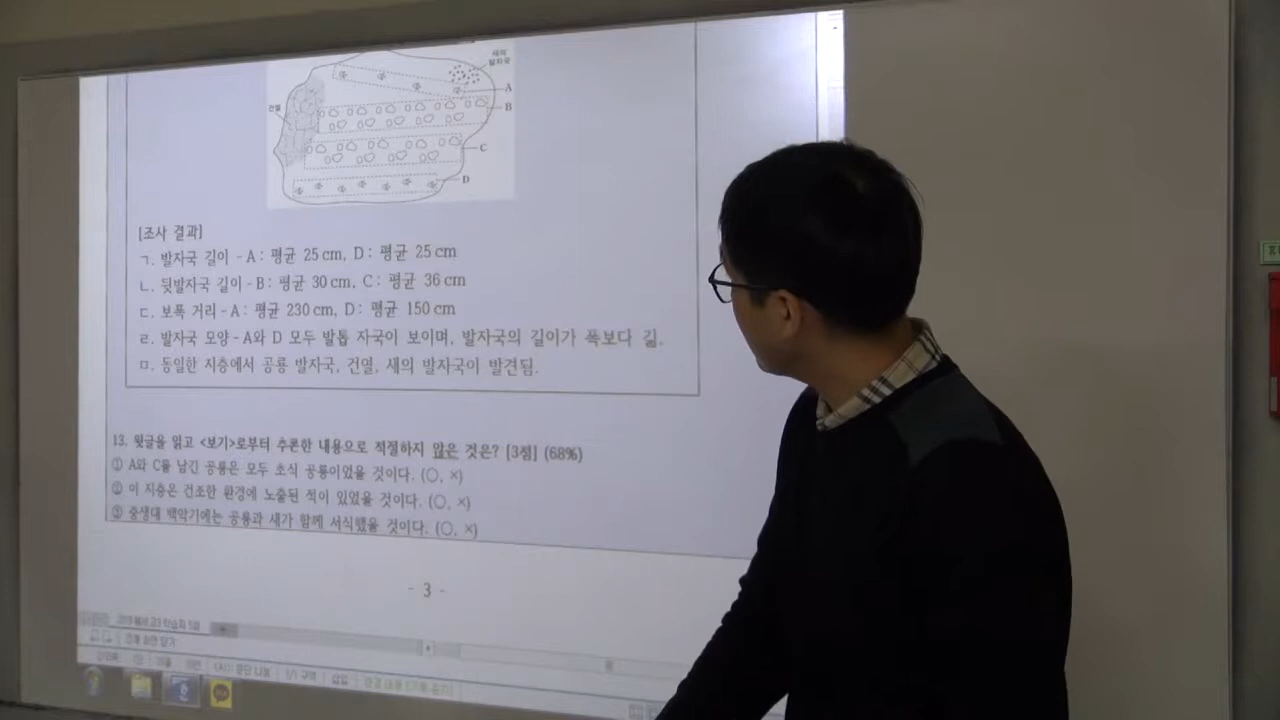 새의
발자국
건열
A
B
C
D
[조사 결과]
ㄱ. 발자국 길이 - A : 평균 25 cm, D : 평균 25 cm
ㄴ. 뒷발자국 길이 - B : 평균 30 cm, C : 평균 36 cm
ㄷ. 보폭 거리 - A : 평균 230 cm, D : 평균 150 cm
ㄹ. 발자국 모양 - A와 D 모두 발톱 자국이 보이며, 발자국의 길이가 폭보다 긺.
ㅁ. 동일한 지층에서 공룡 발자국, 건열, 새의 발자국이 발견됨.
13. 윗글을 읽고 <보기>로부터 추론한 내용으로 적절하지 않은 것은? [3점] (68%)
① A와 C를 남긴 공룡은 모두 초식 공룡이었을 것이다. (○, ×)
② 이 지층은 건조한 환경에 노출된 적이 있었을 것이다. (○, ×)
③ 중생대 백악기에는 공룡과 새가 함께 서식했을 것이다. (○, ×)
- 3 -